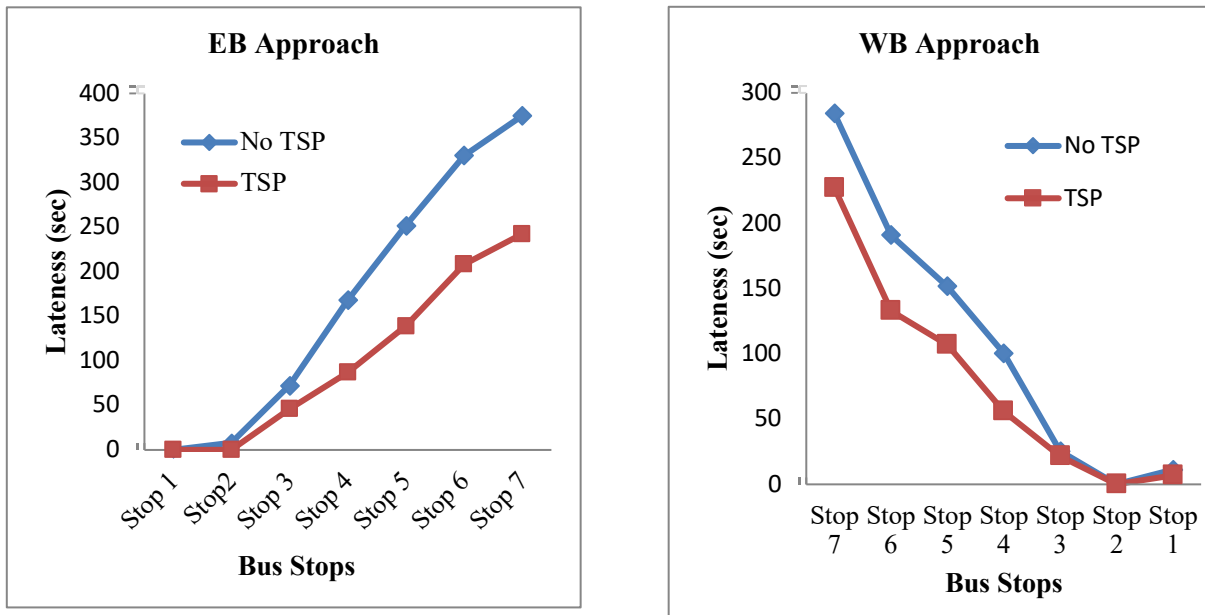 EB Approach
Lateness (sec)
400
350
300
250
200
150
100
50
0
No TSP
TSP
Stop 1
Stop2
Stop 3
Stop 4
Stop 5
Stop 6
Stop 7
Bus Stops
WB Approach
Lateness (sec)
300
250
200
150
100
50
0
No TSP
TSP
Stop Stop Stop Stop Stop Stop Stop
7 6 5 4 3 2 1
Bus Stops